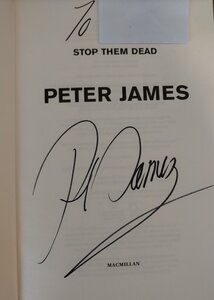 To
STOP THEM DEAD
PETER JAMES
MACMILLAN